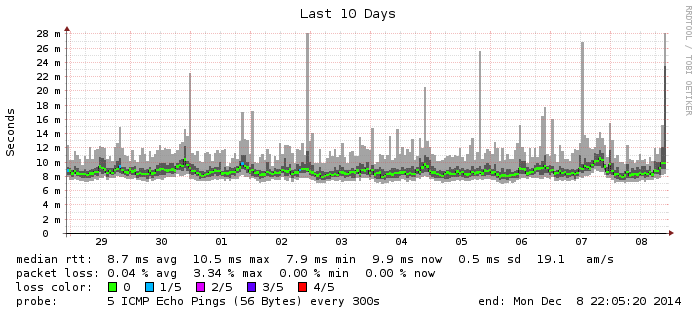 Last 10 Days
RRDTOOL / TOBI OETIKER
Seconds
28 m
26 m
24 m
22 m
20 m
18 m
16 m
14 m
12 m
10 m
8 m
6 m
4 m
2 m
0
29 30 01 02 03 04 05 06 07 08
median rtt: 8.7 ms avg 10.5 ms max 7.9 ms min 9.9 ms now 0.5 ms sd 19.1 am/s
packet loss: 0.04 % avg 3.34 % max 0.00 % min 0.00 % now
loss color: 0 1/5 2/5 3/5 4/5
probe: 5 ICMP Echo Pings (56 Bytes) every 300s end: Mon Dec 8 22:05:20 2014